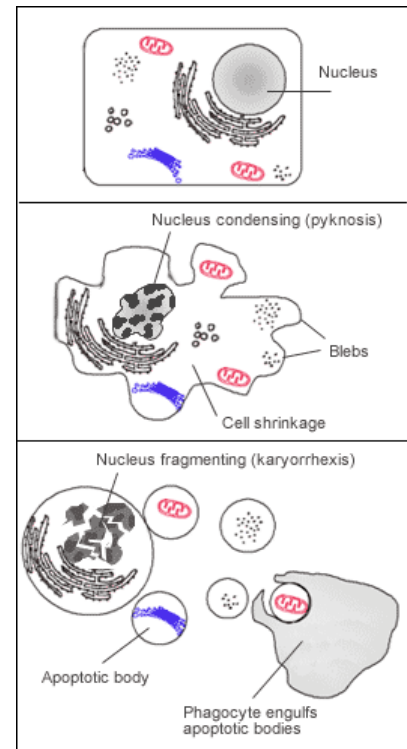 Nucleus
Nucleus condensing (pyknosis)
Blebs
Cell shrinkage
Nucleus fragmenting (karyorrhexis)
Apoptotic body
Phagocyte engulfs
apoptotic bodies